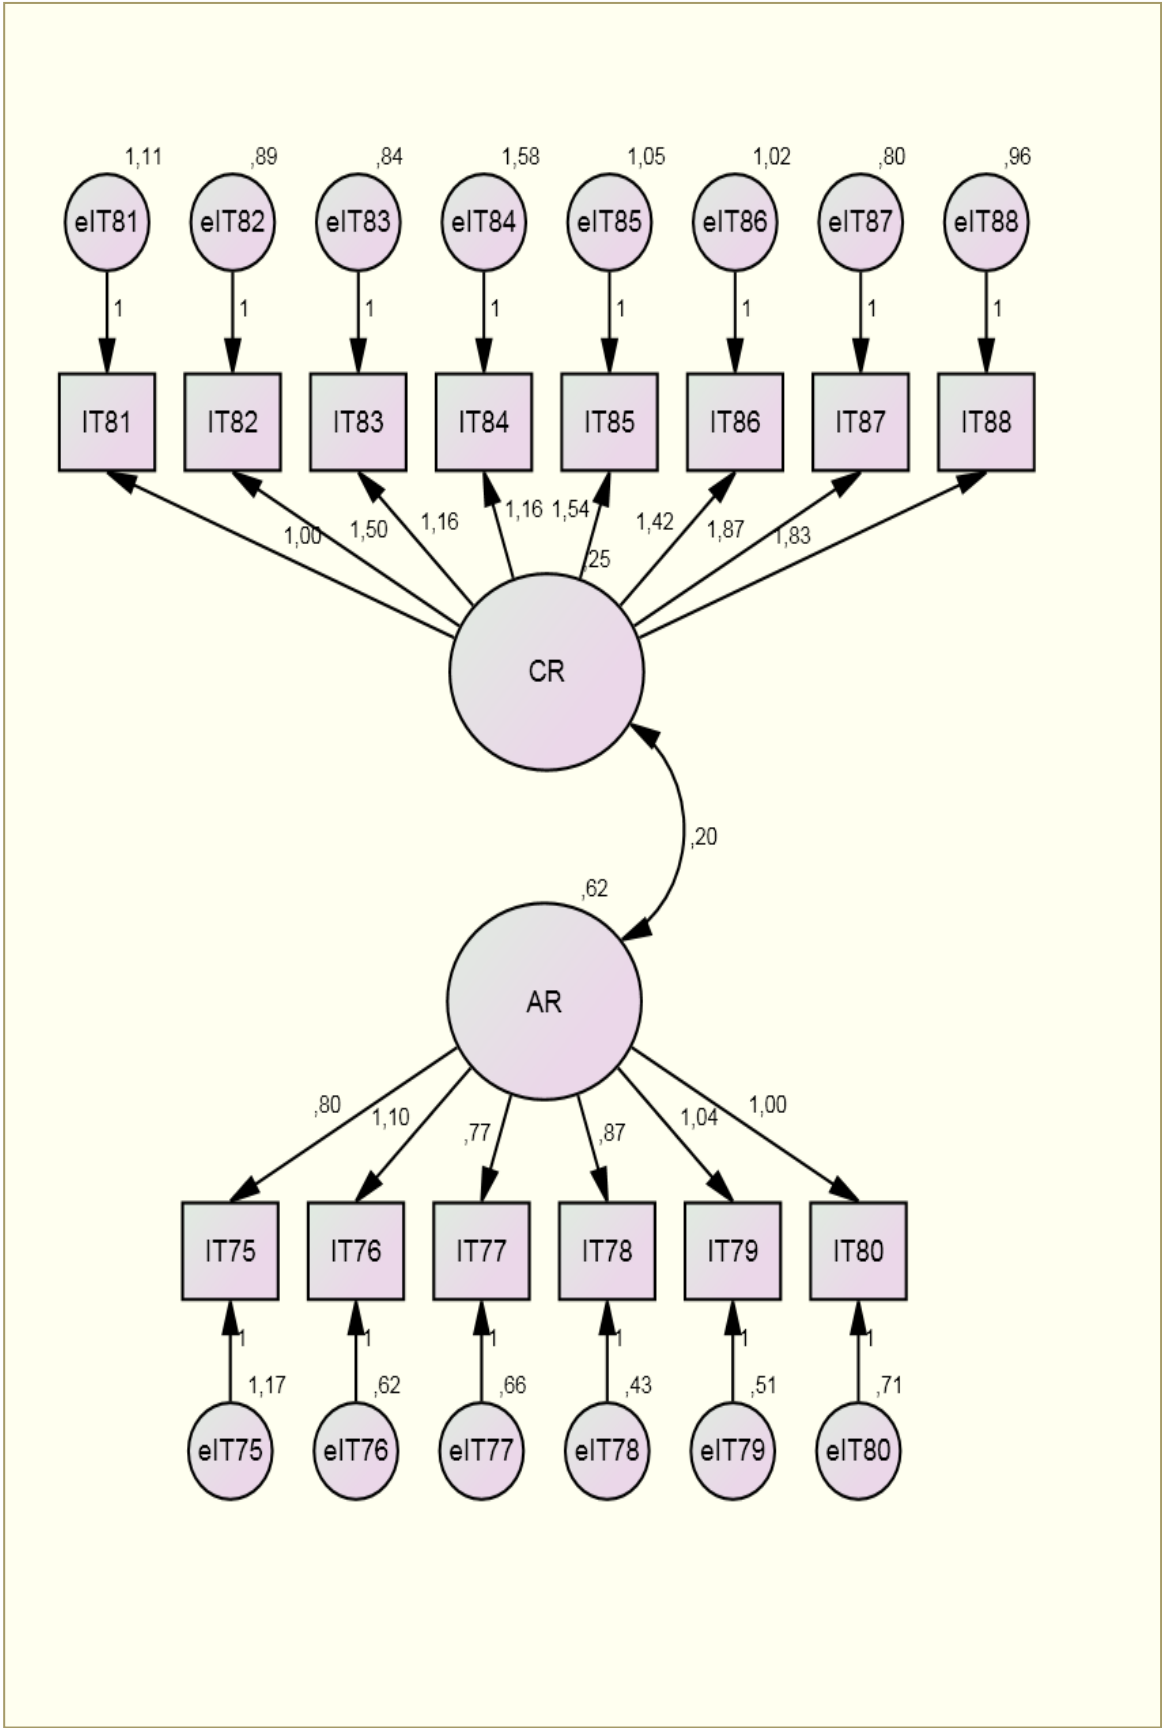 1,11 ,89 ,84 1,58 1,05 1,02 ,80 ,96
eIT81 eIT82 eIT83 eIT84 eIT85 eIT86 eIT87 eIT88
1 1 1 1 1 1 1 1
IT81 IT82 IT83 IT84 IT85 IT86 IT87 IT88
1,00 1,50 1,16 1,16 1,54 1,42 1,87 1,83
,25
CR
,20
,62
AR
,80 1,10 ,77 ,87 1,04 1,00
IT75 IT76 IT77 IT78 IT79 IT80
1 1 1 1 1 1
1,17 ,62 ,66 ,43 ,51 ,71
eIT75 eIT76 eIT77 eIT78 eIT79 eIT80